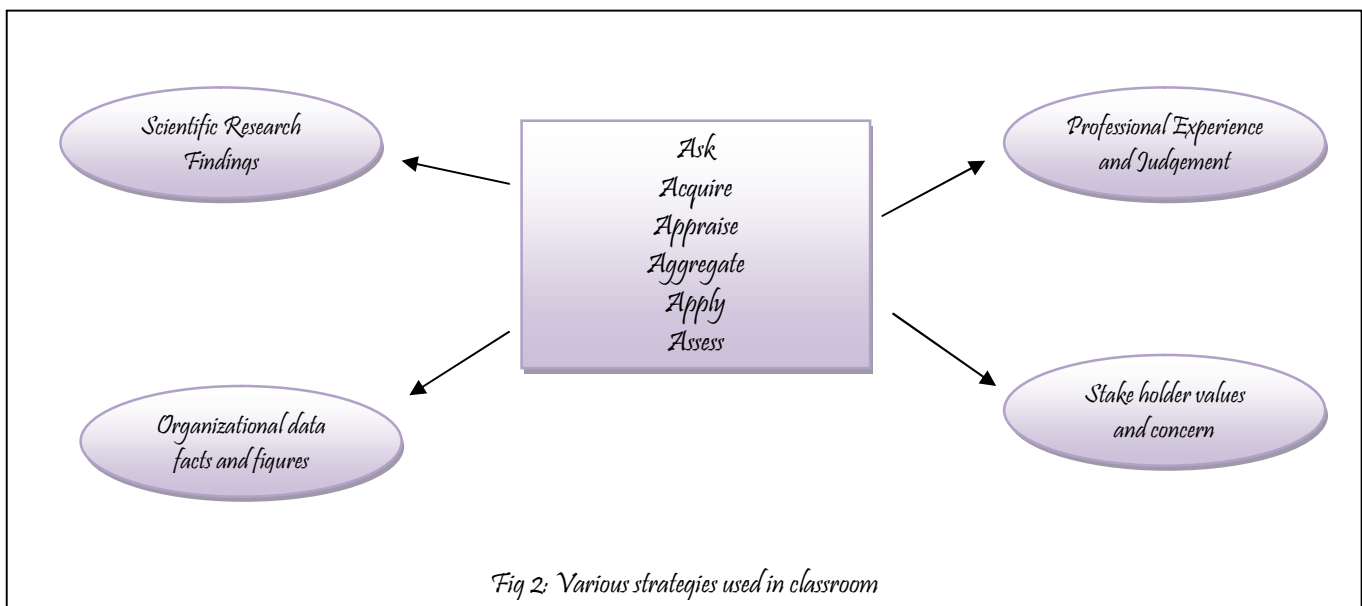 Scientific Research
Findings
Professional Experience
and Judgement
Ask
Acquire
Appraise
Aggregate
Apply
Assess
Organizational data
facts and figures
Stake holder values
and concern
Fig 2: Various strategies used in classroom